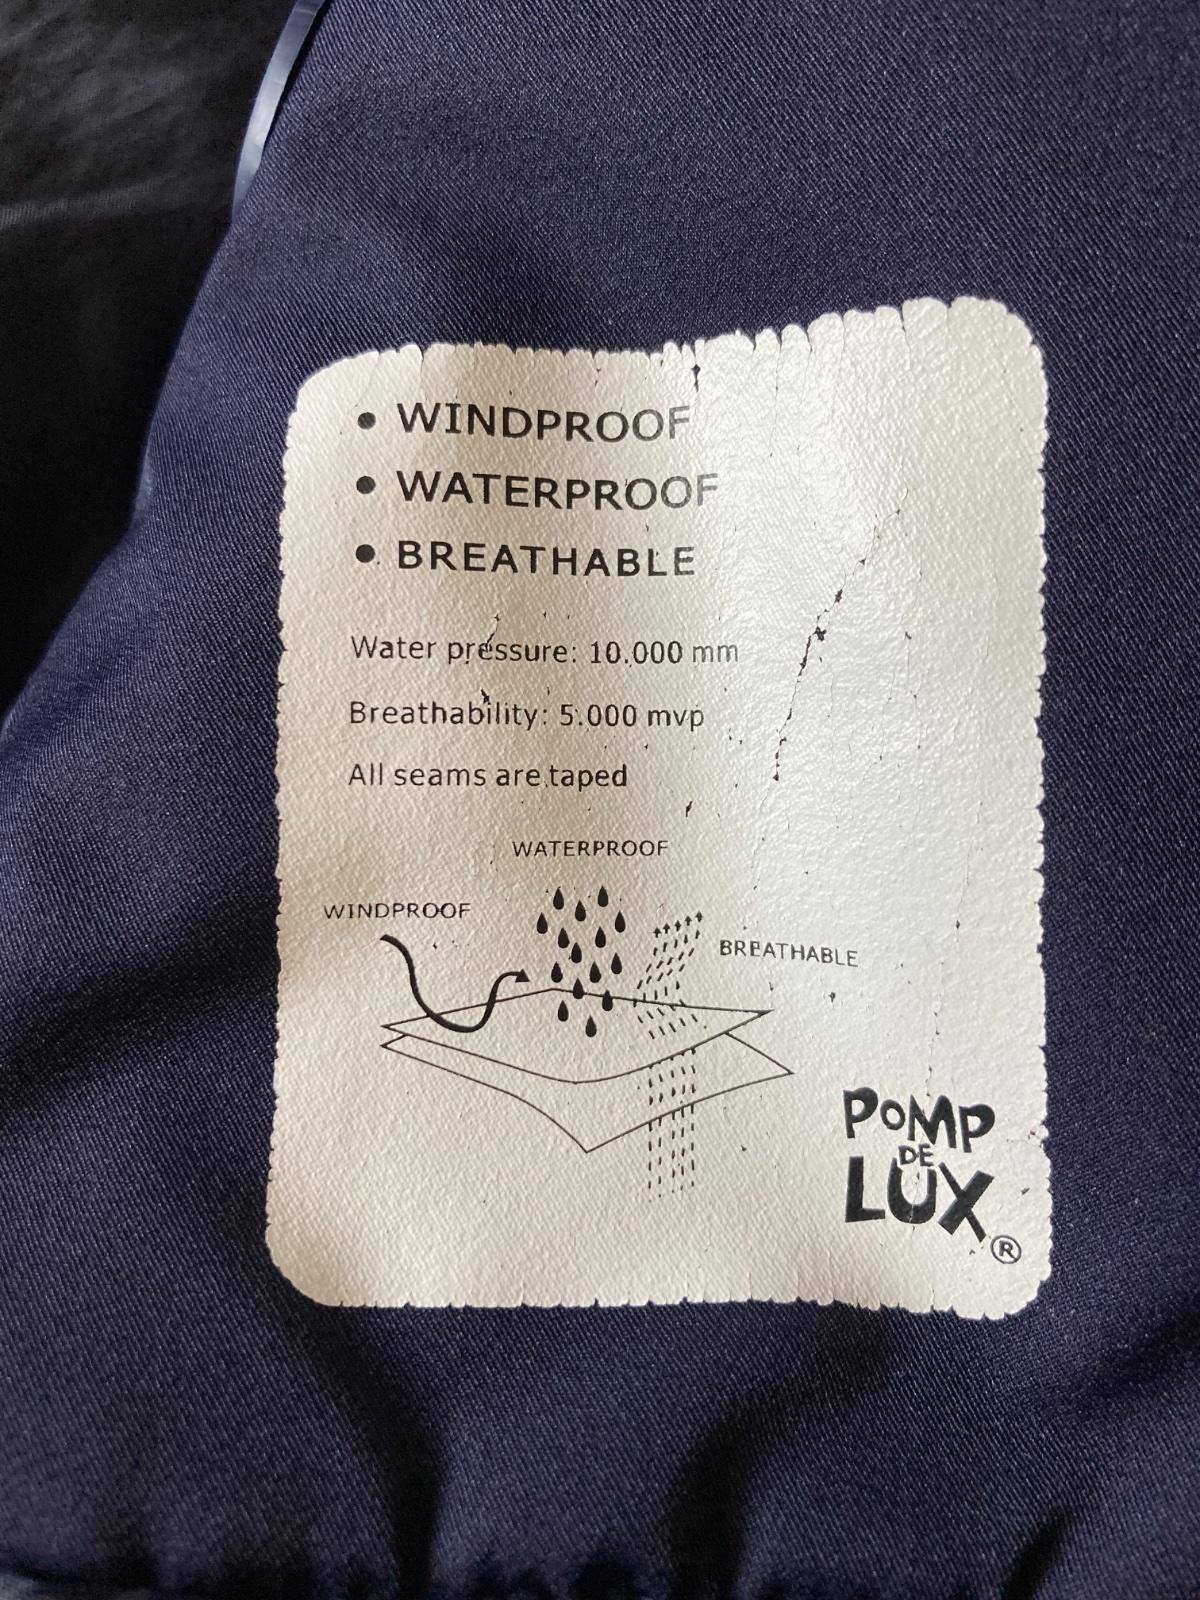 • WINDPROOF
• WATERPROOF
• BREATHABLE
Water pressure: 10.000 mm
Breathability: 5.000 mvp
All seams are taped
WATERPROOF
WINDPROOF
BREATHABLE
POMP
DE
LUX
®